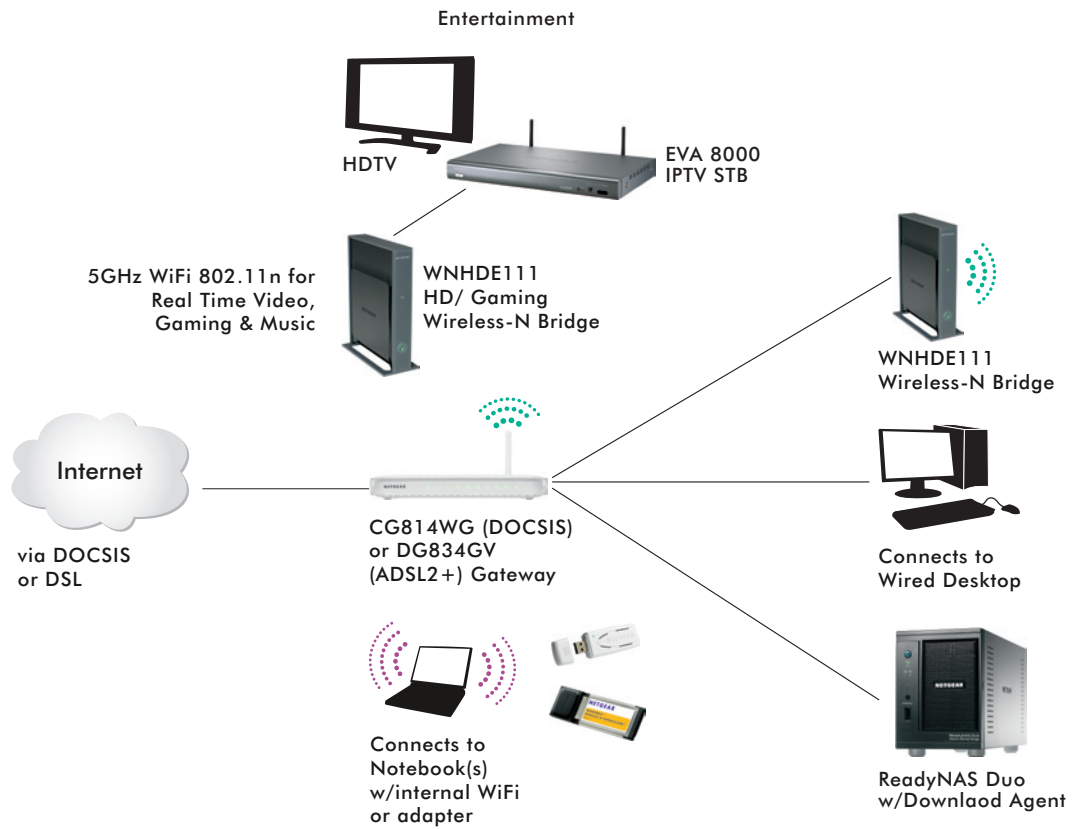 Entertainment
HDTV
EVA 8000
IPTV STB
5GHz WiFi 802.11n for
Real Time Video,
Gaming & Music
WNHDE111
HD/ Gaming
Wireless-N Bridge
WNHDE111
Wireless-N Bridge
Internet
via DOCSIS
or DSL
NETGEAR
CG814WG (DOCSIS)
or DG834GV
(ADSL2+) Gateway
Connects to
Wired Desktop
NETGEAR
Connects to
Notebook(s)
w/internal WiFi
or adapter
NETGEAR
ReadyNAS Duo
w/Downlaod Agent